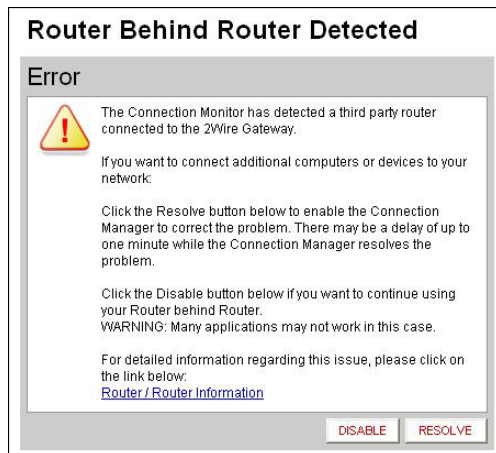 Router Behind Router Detected
Error
The Connection Monitor has detected a third party router
connected to the 2Wire Gateway.
If you want to connect additional computers or devices to your
network:
Click the Resolve button below to enable the Connection
Manager to correct the problem. There may be a delay of up to
one minute while the Connection Manager resolves the
problem.
Click the Disable button below if you want to continue using
your Router behind Router.
WARNING: Many applications may not work in this case.
For detailed information regarding this issue, please click on
the link below:
Router / Router Information
DISABLE RESOLVE